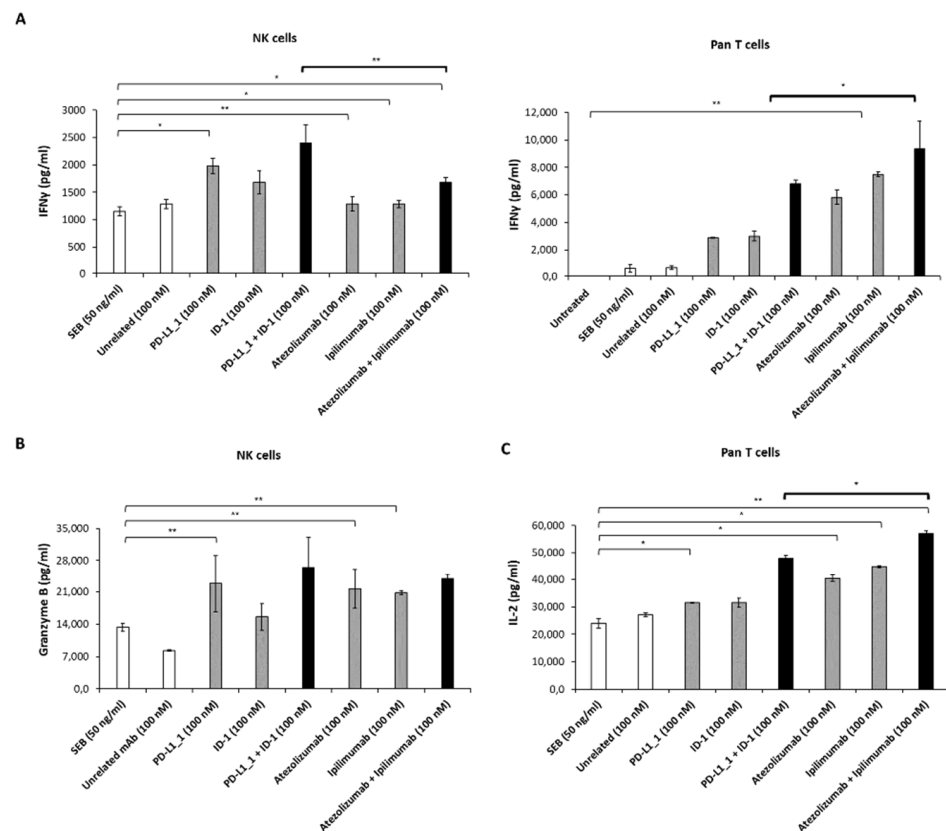 A
NK cells
**
*
*
**
*
IFNγ (pg/ml)
3000
2500
2000
1500
1000
500
0
SEB (50 ng/ml)
Unrelated (100 nM)
PD-L1_1 (100 nM)
ID-1 (100 nM)
PD-L1_1 + ID-1 (100 nM)
Atezolizumab (100 nM)
Ipilimumab (100 nM)
Atezolizumab + Ipilimumab (100 nM)
Pan T cells
*
**
IFNγ (pg/ml)
12,000
10,000
8,000
6,000
4,000
2,000
0,0
Untreated
SEB (50 ng/ml)
Unrelated (100 nM)
PD-L1_1 (100 nM)
ID-1 (100 nM)
PD-L1_1 + ID-1 (100 nM)
Atezolizumab (100 nM)
Ipilimumab (100 nM)
Atezolizumab + Ipilimumab (100 nM)
B
NK cells
**
**
**
Granzyme B (pg/ml)
35,000
28,000
21,000
14,000
7,000
0,0
SEB (50 ng/ml)
Unrelated mAb (100 nM)
PD-L1_1 (100 nM)
ID-1 (100 nM)
PD-L1_1 + ID-1 (100 nM)
Atezolizumab (100 nM)
Ipilimumab (100 nM)
Atezolizumab + Ipilimumab (100 nM)
C
Pan T cells
*
**
*
*
*
IL-2 (pg/ml)
60,000
50,000
40,000
30,000
20,000
10,000
0,0
SEB (50 ng/ml)
Unrelated (100 nM)
PD-L1_1 (100 nM)
ID-1 (100 nM)
PD-L1_1 + ID-1 (100 nM)
Atezolizumab (100 nM)
Ipilimumab (100 nM)
Atezolizumab + Ipilimumab (100 nM)